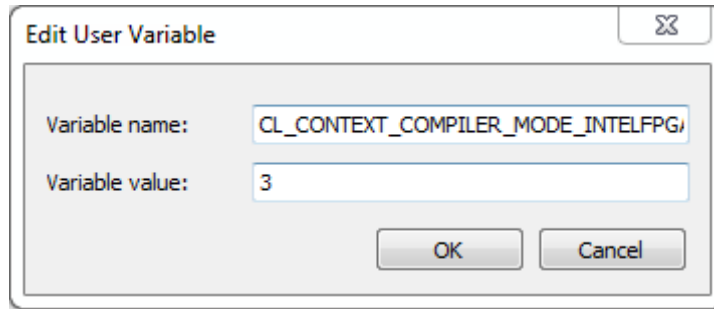 Edit User Variable
Variable name: CL_CONTEXT_COMPILER_MODE_INTELFPGA
Variable value: 3
OK Cancel